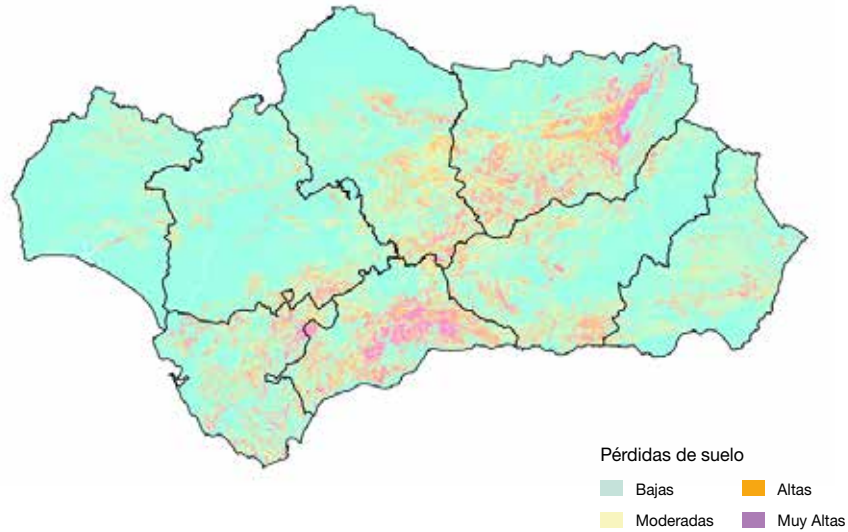 Pérdidas de suelo
Bajas
Altas
Moderadas
Muy Altas